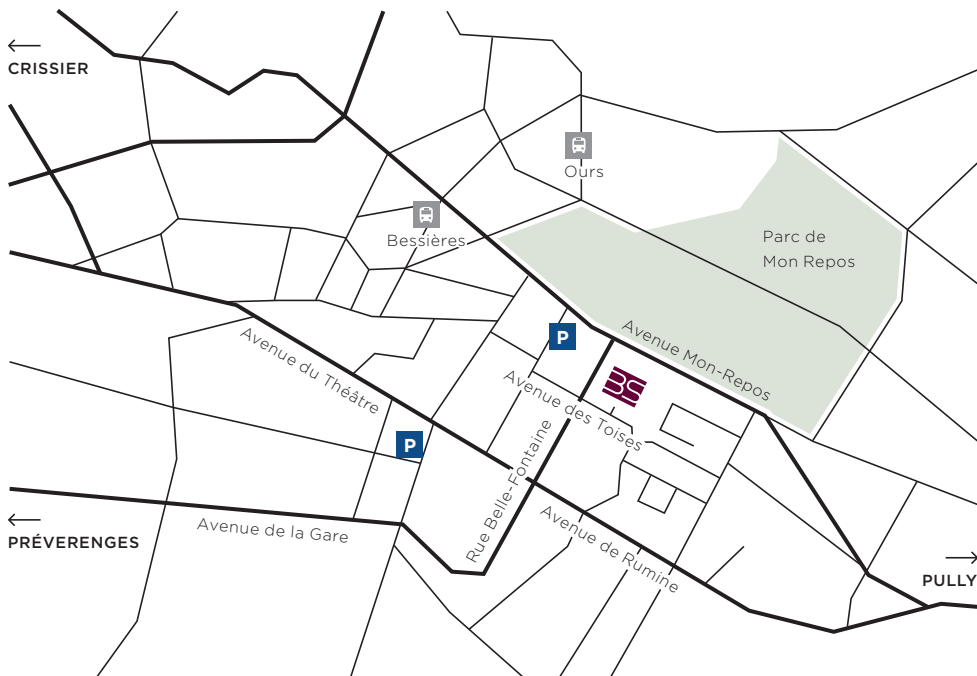 CRISSIER
Ours
Bessières
Parc de
Mon Repos
Avenue Mon-Repos
Avenue du Théâtre
P
Avenue des Toises
BS
P
Rue Belle-Fontaine
Avenue de la Gare
Avenue de Rumine
PRÉVERENGES
PULLY